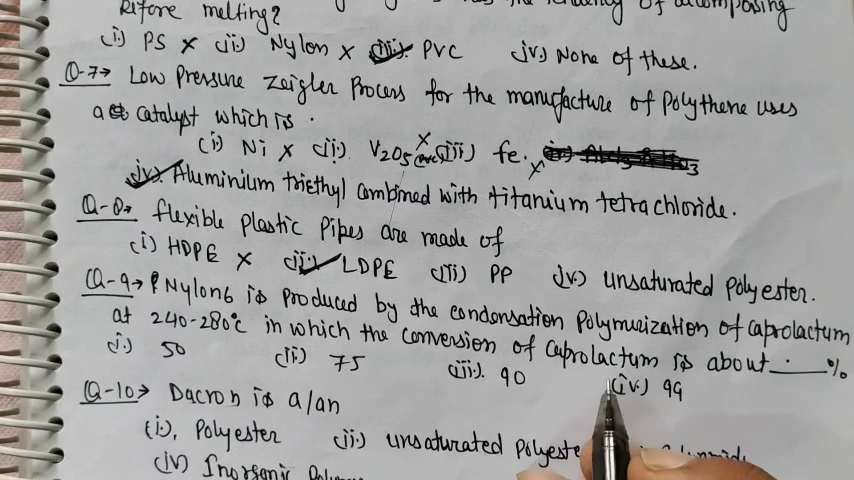 before melting?
of decomposing
(i.) PS × (ii.) Nylon × (iii.) PVC (iv.) None of these.
Q-7→ Low Pressure Zeigler Process for the manufacture of Polythene uses
a catalyst which is.
(i.) Ni × (ii.) V2O5 × (iii) fe. ×
(iv.) Aluminium triethyl combined with titanium tetrachloride.
Q-8→ flexible plastic Pipes are made of
(i.) HDPE × (ii.) LDPE (iii) PP (iv.) unsaturated Polyester.
Q-9→ Nylon6 is Produced by the condensation Polymerization of caprolactum
at 240-280°c in which the conversion of Caprolactum is about ___ %
(i.) 50 (ii) 75 (iii). 90 (iv.) 99
Q-10→ Dacron is a/an
(i.), Polyester (ii.) unsaturated Polyeste
(iv) Inorganic